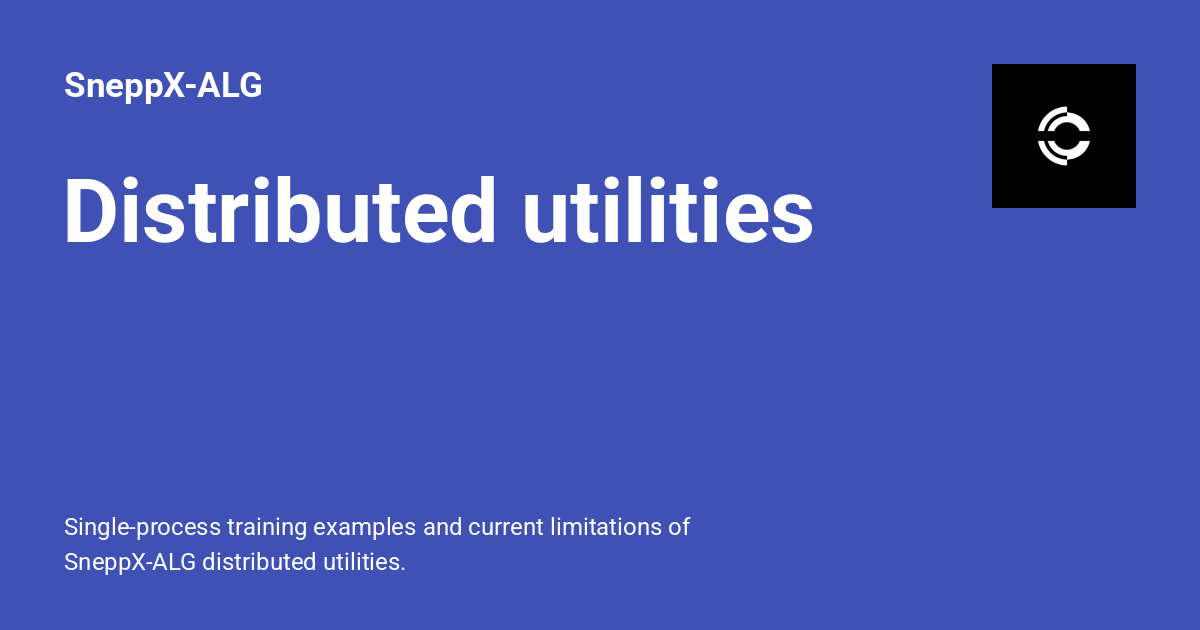 SneppX-ALG
Distributed utilities
Single-process training examples and current limitations of
SneppX-ALG distributed utilities.